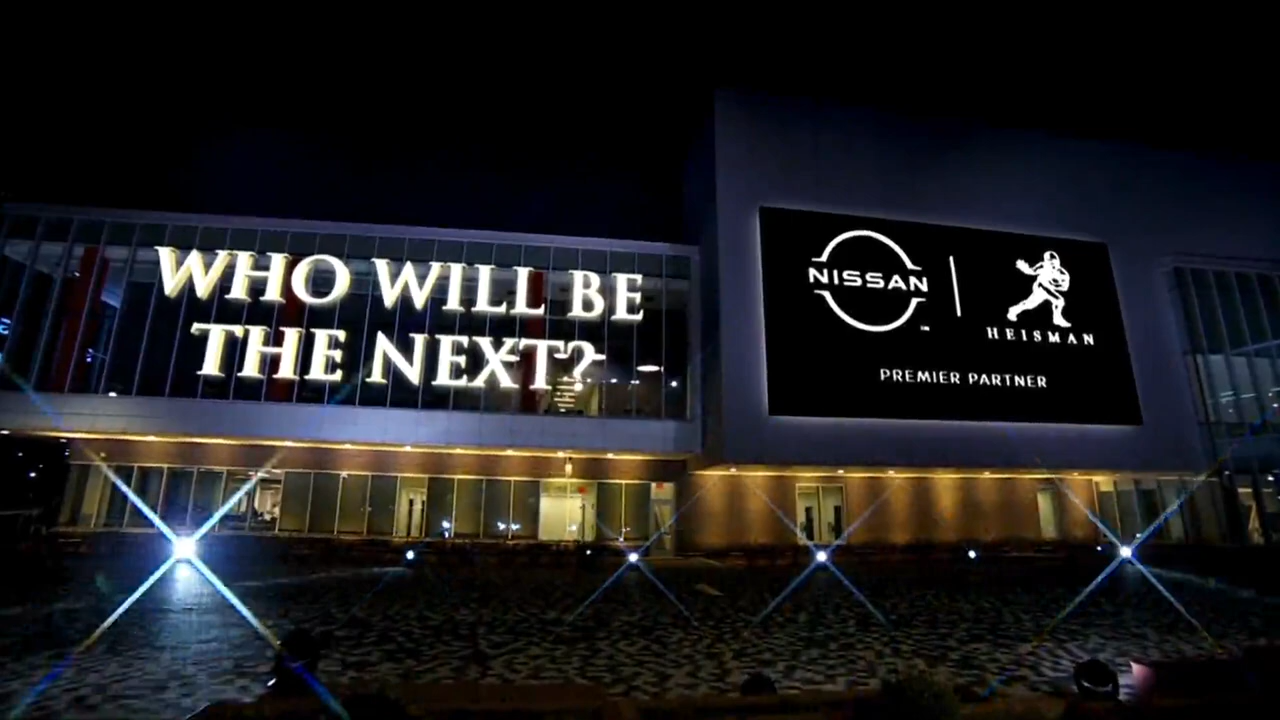 WHO WILL BE
THE NEXT?
NISSAN
HEISMAN
PREMIER PARTNER